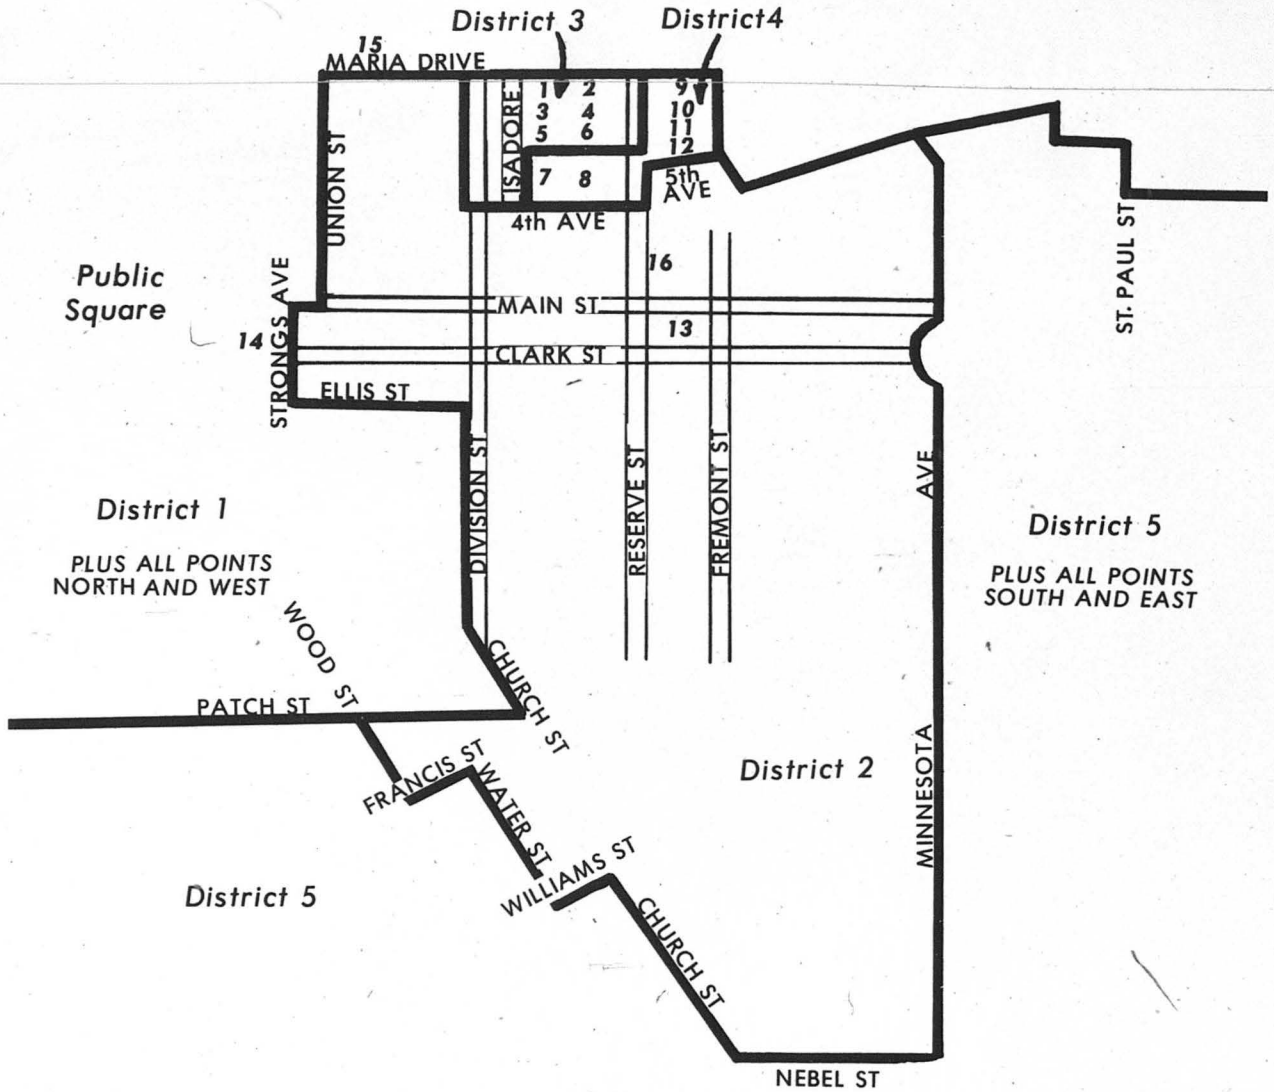 District 3
District4
15
MARIA DRIVE
ISADORE
1 2
3 4
5 6
7 8
9
10
11
12
5th
AVE
4th AVE
UNION ST
ST. PAUL ST
Public
Square
STRONGS AVE
16
MAIN ST
13
14
CLARK ST
ELLIS ST
DIVISION ST
RESERVE ST
FREMONT ST
MINNESOTA AVE
District 1
PLUS ALL POINTS
NORTH AND WEST
District 5
PLUS ALL POINTS
SOUTH AND EAST
WOOD ST
CHURCH ST
PATCH ST
FRANCIS ST
WATER ST
District 2
WILLIAMS ST
District 5
CHURCH ST
NEBEL ST